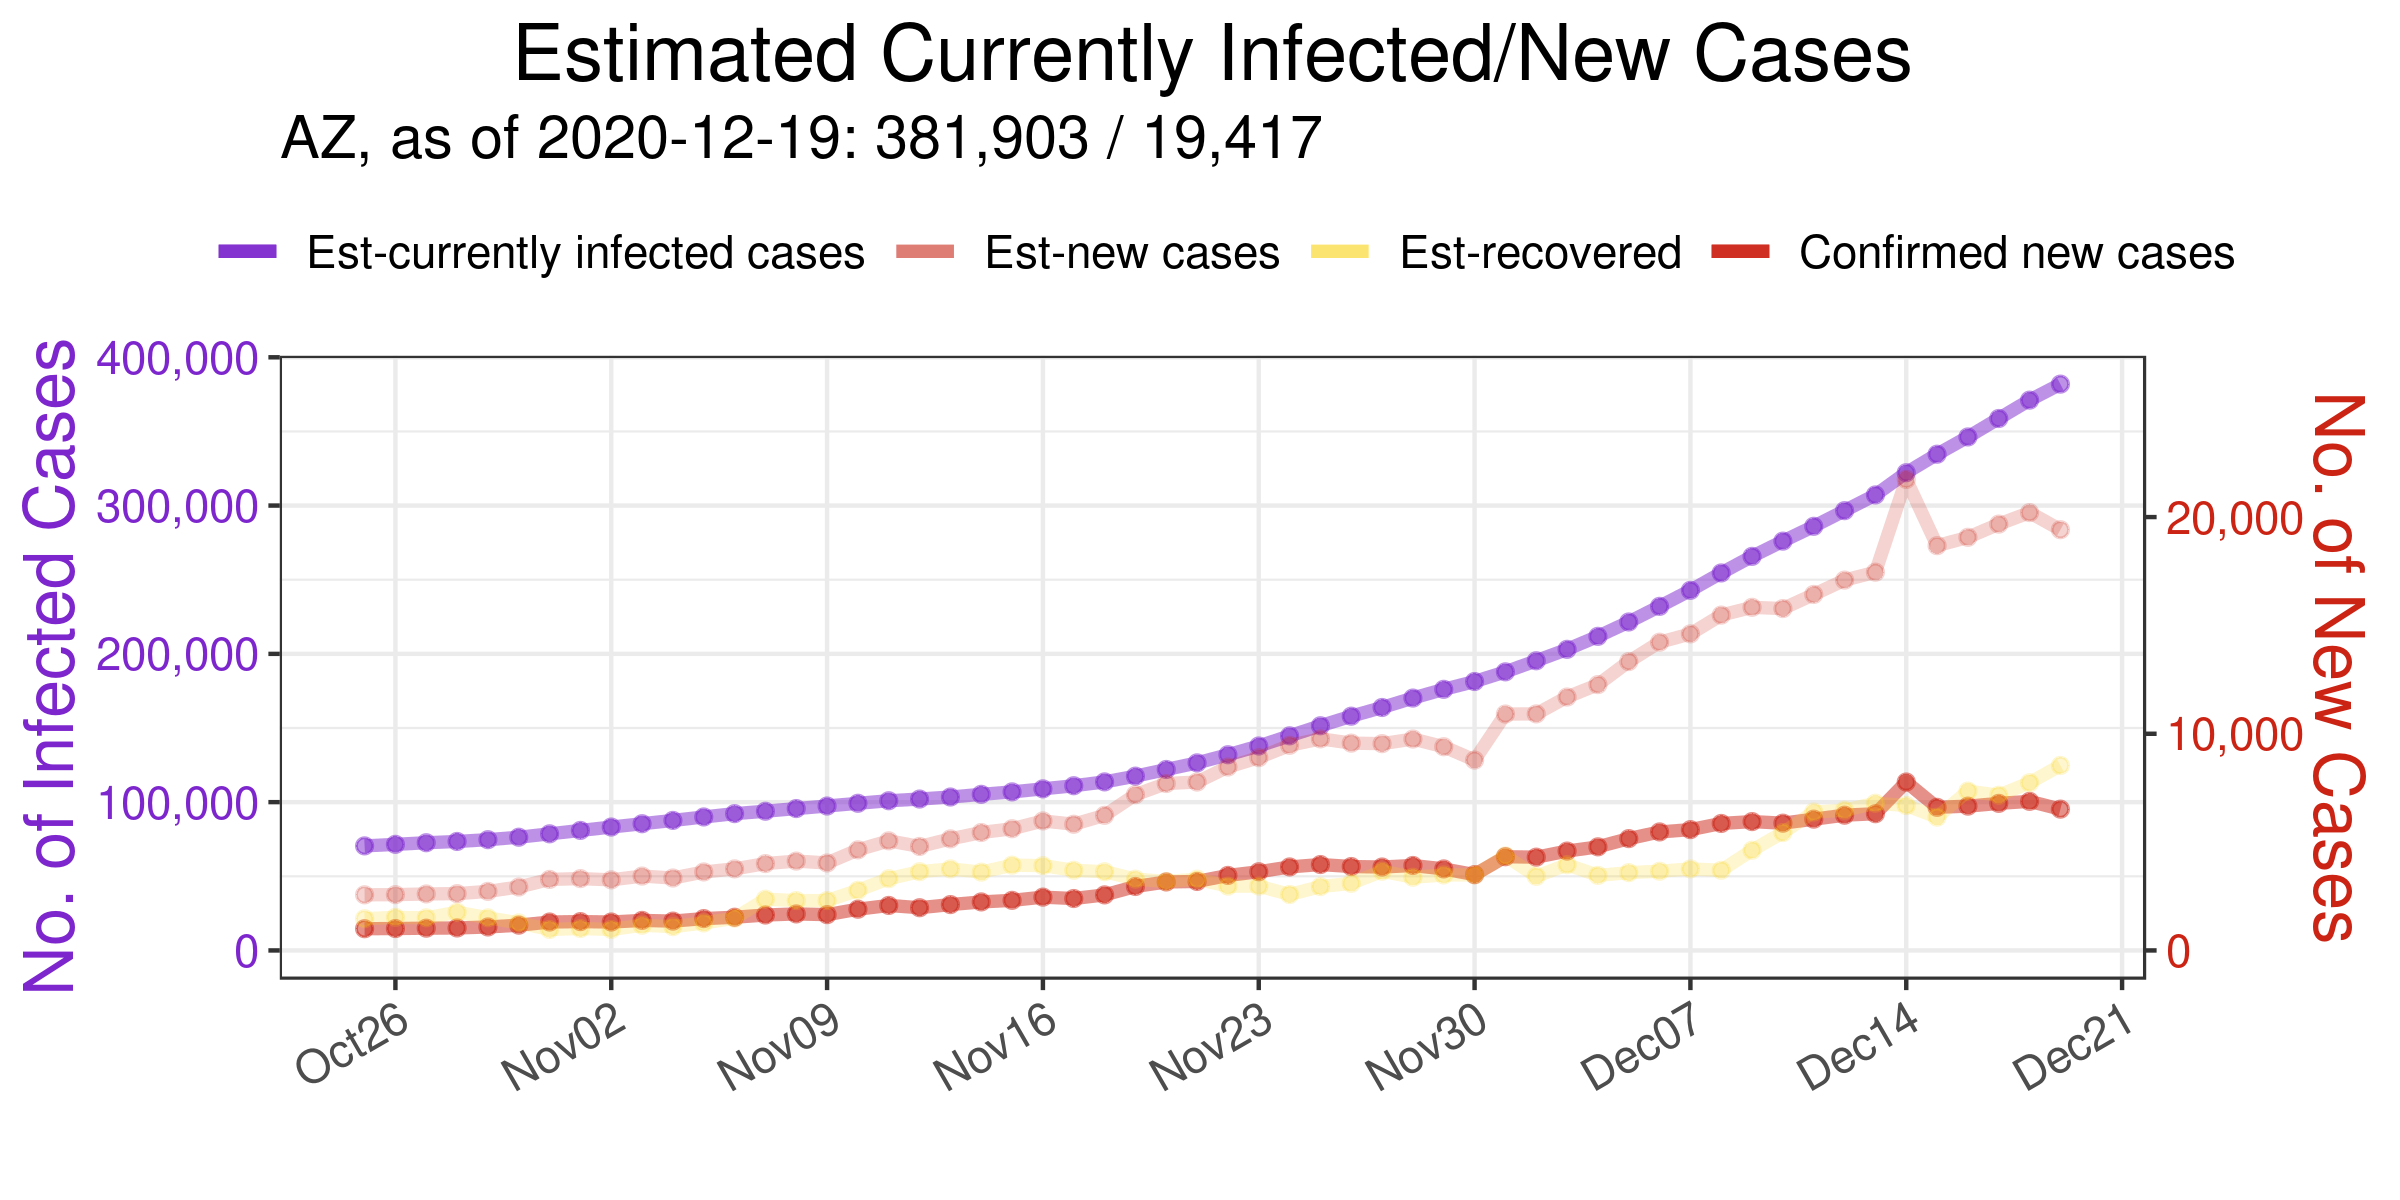 Estimated Currently Infected/New Cases
AZ, as of 2020-12-19: 381,903 / 19,417
Est-currently infected cases Est-new cases Est-recovered Confirmed new cases
No. of Infected Cases
400,000
300,000
200,000
100,000
0
20,000
10,000
0
No. of New Cases
Oct26 Nov02 Nov09 Nov16 Nov23 Nov30 Dec07 Dec14 Dec21